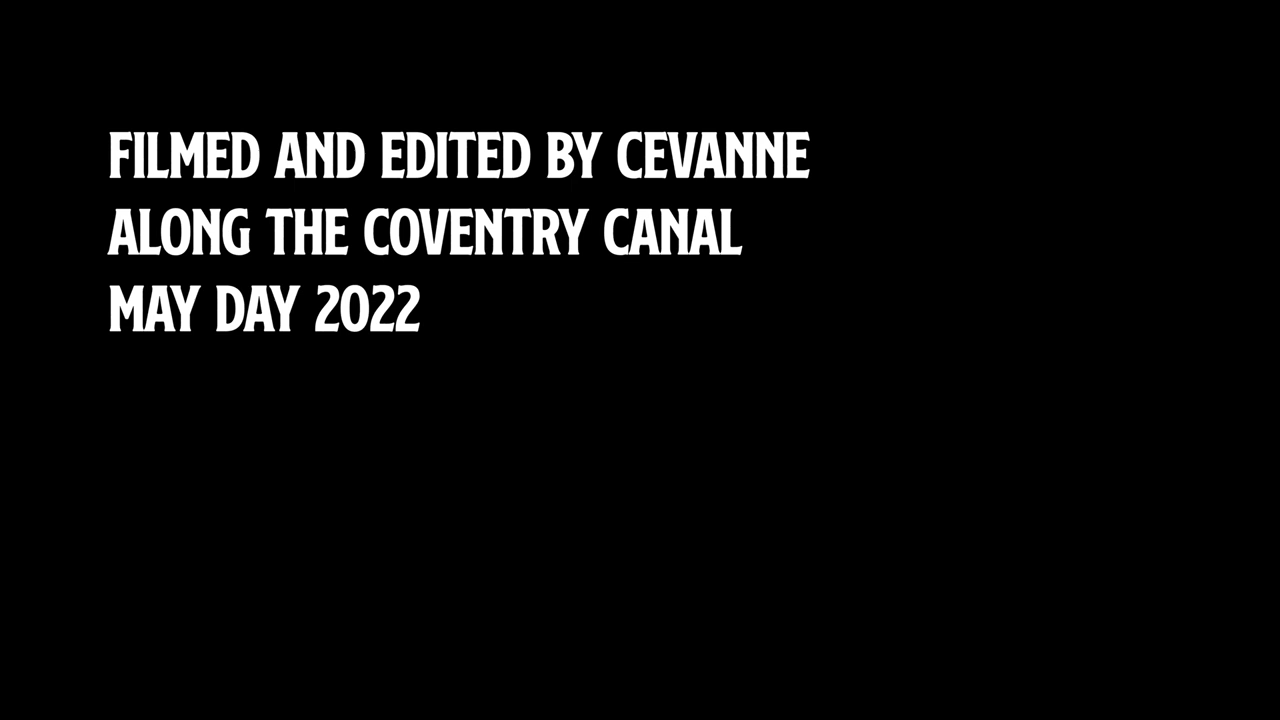 FILMED AND EDITED BY CEVANNE
ALONG THE COVENTRY CANAL
MAY DAY 2022